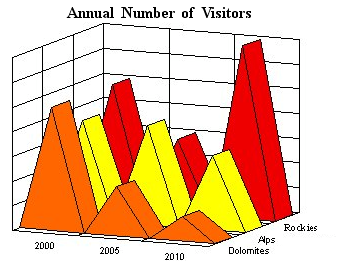 Annual Number of Visitors
Rockies
Alps
Dolomites
2000
2005
2010